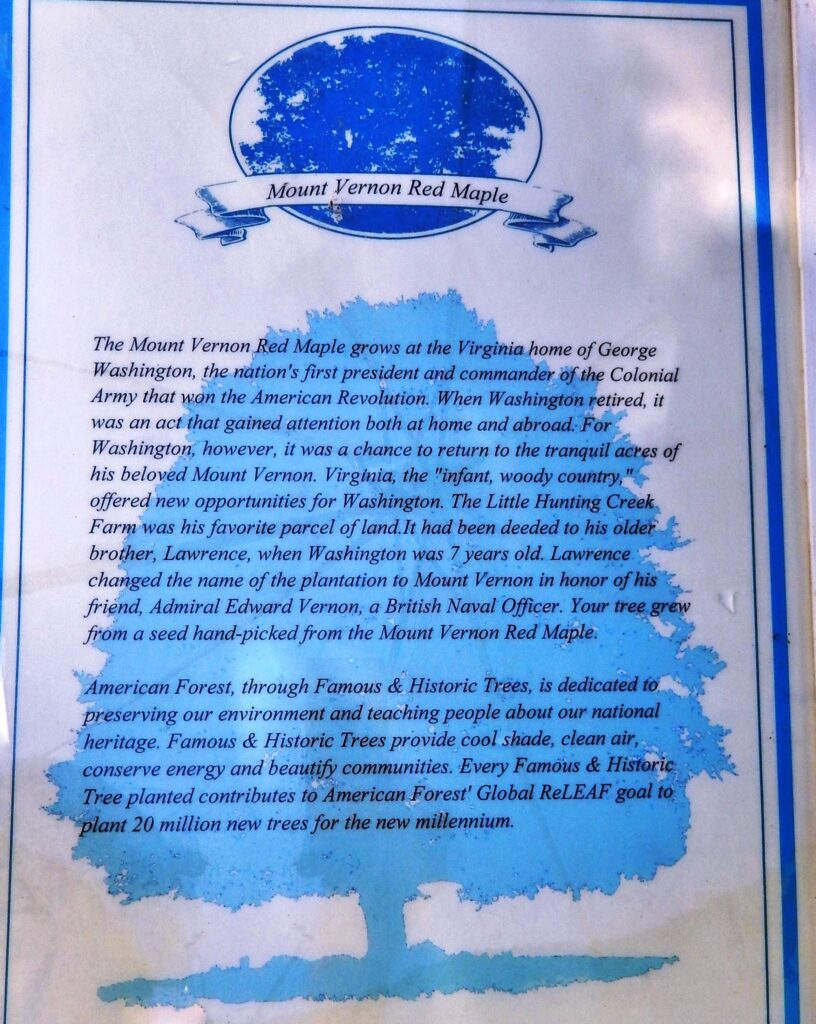 Mount Vernon Red Maple
The Mount Vernon Red Maple grows at the Virginia home of George
Washington, the nation's first president and commander of the Colonial
Army that won the American Revolution. When Washington retired, it
was an act that gained attention both at home and abroad. For
Washington, however, it was a chance to return to the tranquil acres of
his beloved Mount Vernon. Virginia, the "infant, woody country,"
offered new opportunities for Washington. The Little Hunting Creek
Farm was his favorite parcel of land.It had been deeded to his older
brother, Lawrence, when Washington was 7 years old. Lawrence
changed the name of the plantation to Mount Vernon in honor of his
friend, Admiral Edward Vernon, a British Naval Officer. Your tree grew
from a seed hand-picked from the Mount Vernon Red Maple.
American Forest, through Famous & Historic Trees, is dedicated to
preserving our environment and teaching people about our national
heritage. Famous & Historic Trees provide cool shade, clean air,
conserve energy and beautify communities. Every Famous & Historic
Tree planted contributes to American Forest' Global ReLEAF goal to
plant 20 million new trees for the new millennium.